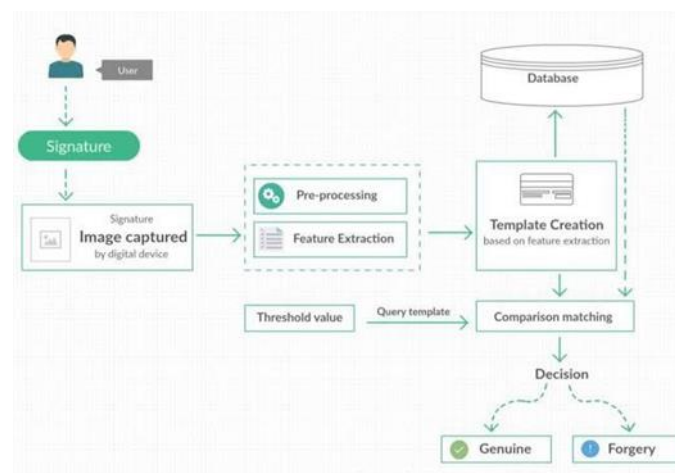 User
Signature
Signature
Image captured
by digital device
Pre-processing
Feature Extraction
Database
Template Creation
based on feature extraction
Threshold value
Query template
Comparison matching
Decision
Genuine
Forgery